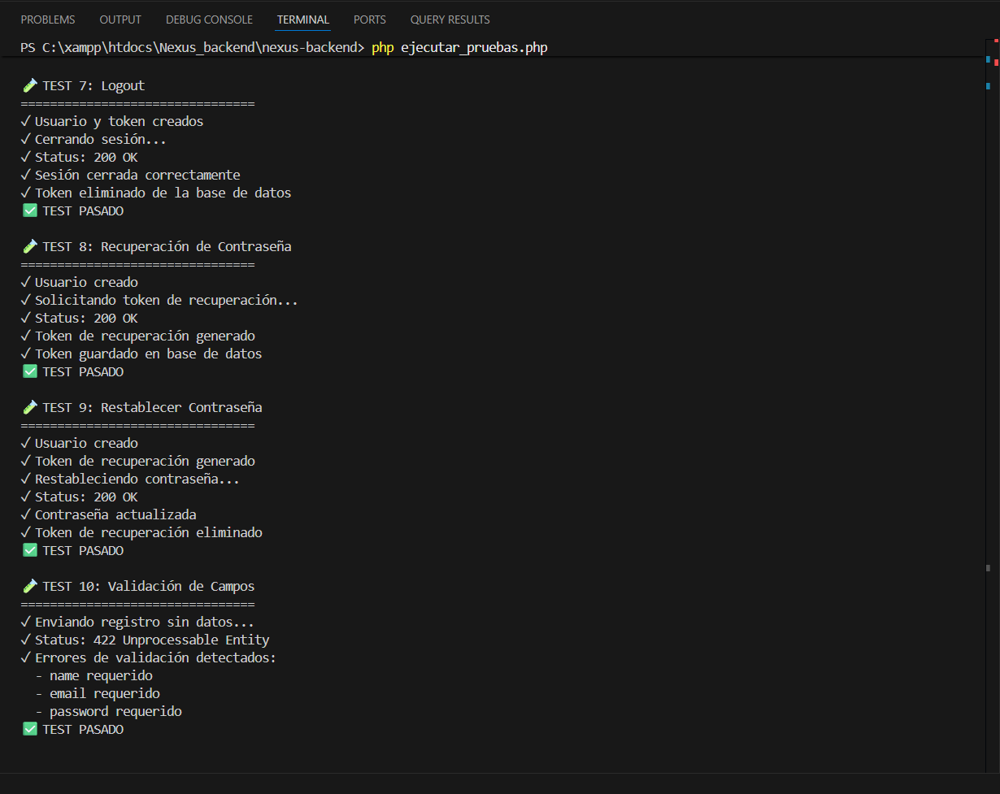 PROBLEMS OUTPUT DEBUG CONSOLE TERMINAL PORTS QUERY RESULTS
PS C:\xampp\htdocs\Nexus_backend\nexus-backend> php ejecutar_pruebas.php
🧪 TEST 7: Logout
================================
✓ Usuario y token creados
✓ Cerrando sesión...
✓ Status: 200 OK
✓ Sesión cerrada correctamente
✓ Token eliminado de la base de datos
✅ TEST PASADO
🧪 TEST 8: Recuperación de Contraseña
================================
✓ Usuario creado
✓ Solicitando token de recuperación...
✓ Status: 200 OK
✓ Token de recuperación generado
✓ Token guardado en base de datos
✅ TEST PASADO
🧪 TEST 9: Restablecer Contraseña
================================
✓ Usuario creado
✓ Token de recuperación generado
✓ Restableciendo contraseña...
✓ Status: 200 OK
✓ Contraseña actualizada
✓ Token de recuperación eliminado
✅ TEST PASADO
🧪 TEST 10: Validación de Campos
================================
✓ Enviando registro sin datos...
✓ Status: 422 Unprocessable Entity
✓ Errores de validación detectados:
- name requerido
- email requerido
- password requerido
✅ TEST PASADO